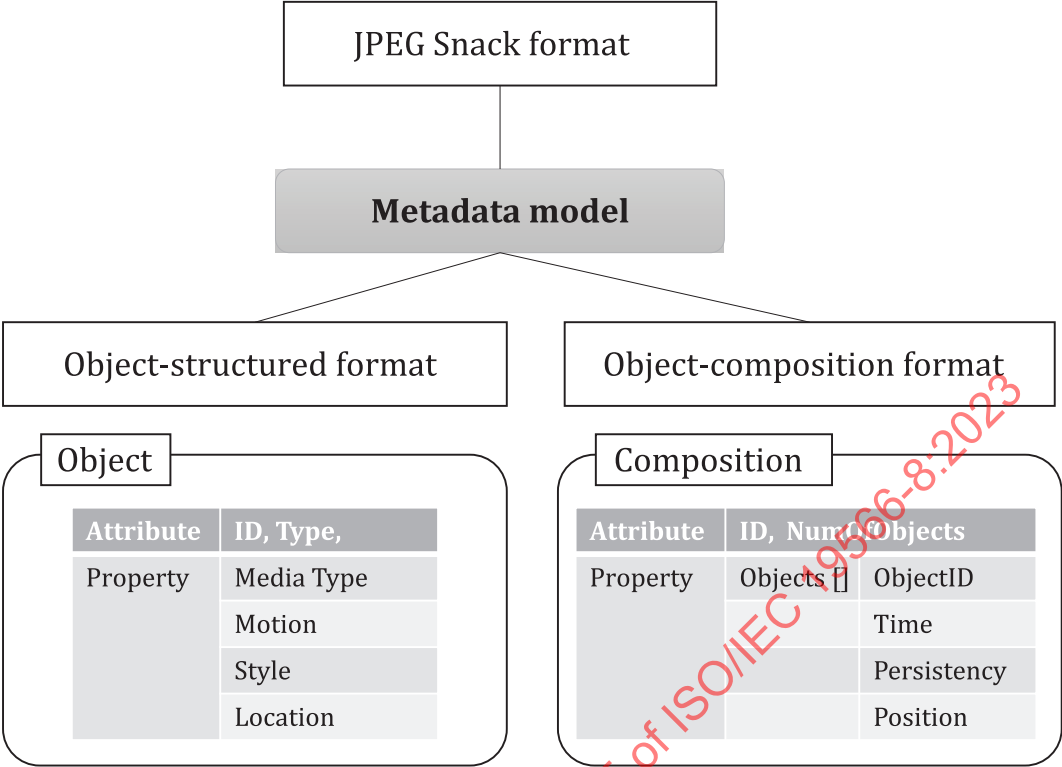 JPEG Snack format
Metadata model
Object-structured format
Object-composition format
Object
Attribute ID, Type,
Property Media Type
Motion
Style
Location
Composition
Attribute ID, NumOfObjects
Property Objects [] ObjectID
Time
Persistency
Position
of ISO/IEC 19566-8:2023